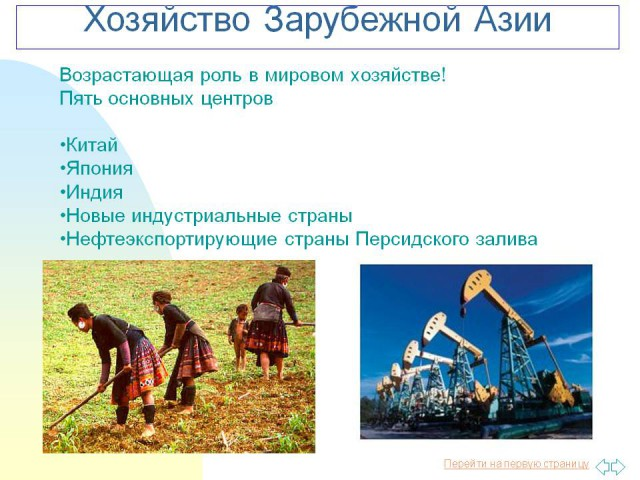 Хозяйство Зарубежной Азии
Возрастающая роль в мировом хозяйстве!
Пять основных центров
•Китай
•Япония
•Индия
•Новые индустриальные страны
•Нефтеэкспортирующие страны Персидского залива
Перейти на первую страницу